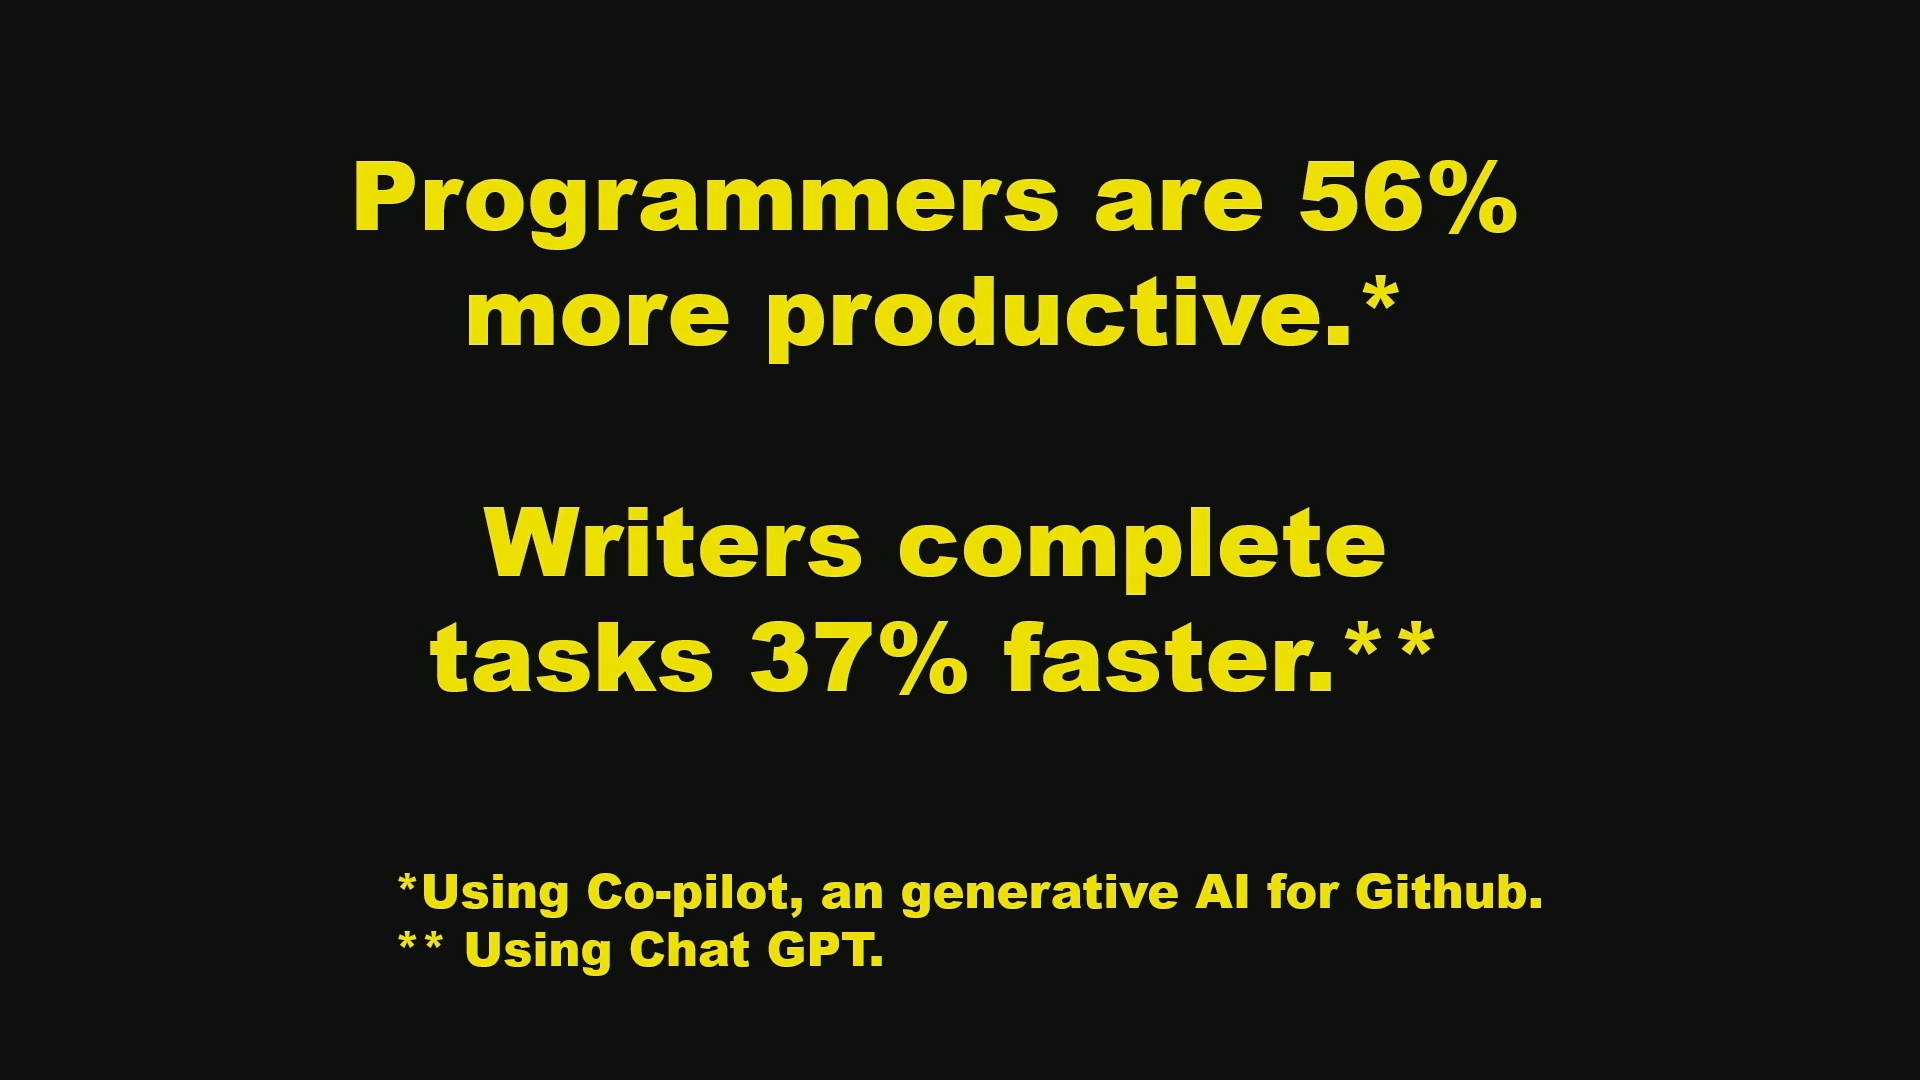 Programmers are 56%
more productive.*
Writers complete
tasks 37% faster.**
*Using Co-pilot, an generative AI for Github.
** Using Chat GPT.